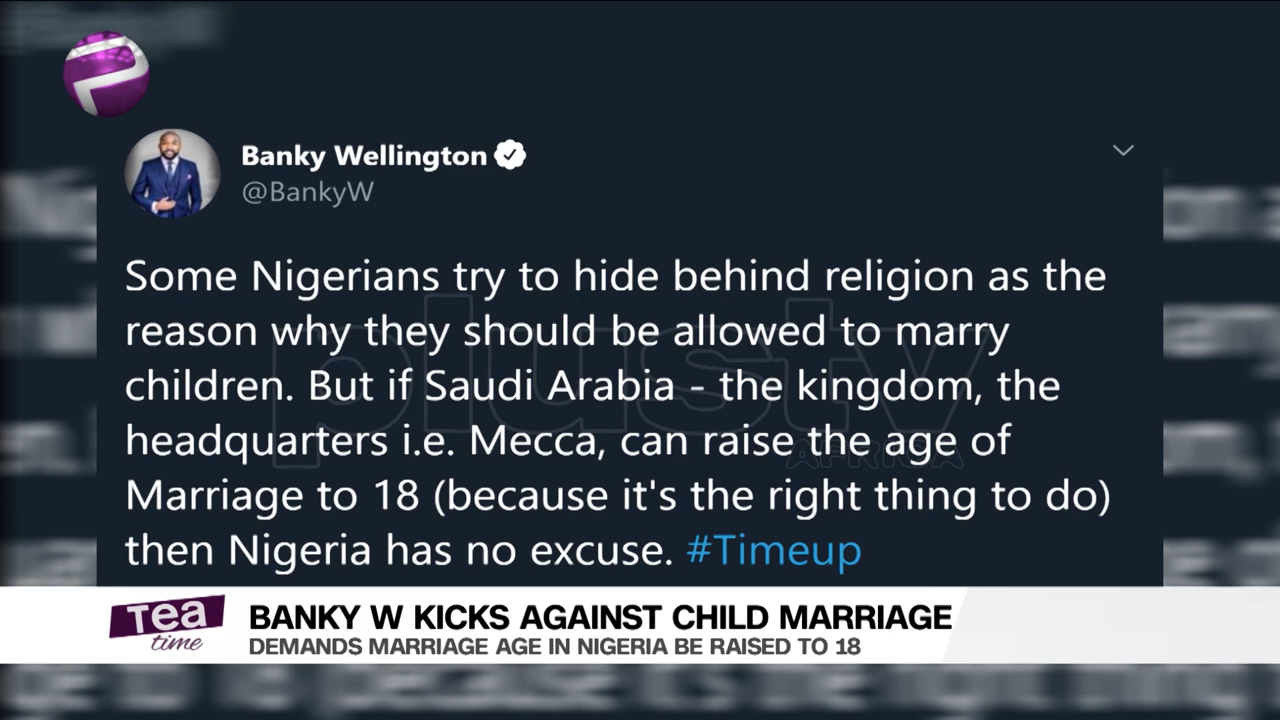 Banky Wellington
@BankyW
Some Nigerians try to hide behind religion as the
reason why they should be allowed to marry
children. But if Saudi Arabia - the kingdom, the
headquarters i.e. Mecca, can raise the age of
Marriage to 18 (because it's the right thing to do)
then Nigeria has no excuse. #Timeup
plustv
AFRICA
Tea
time
BANKY W KICKS AGAINST CHILD MARRIAGE
DEMANDS MARRIAGE AGE IN NIGERIA BE RAISED TO 18